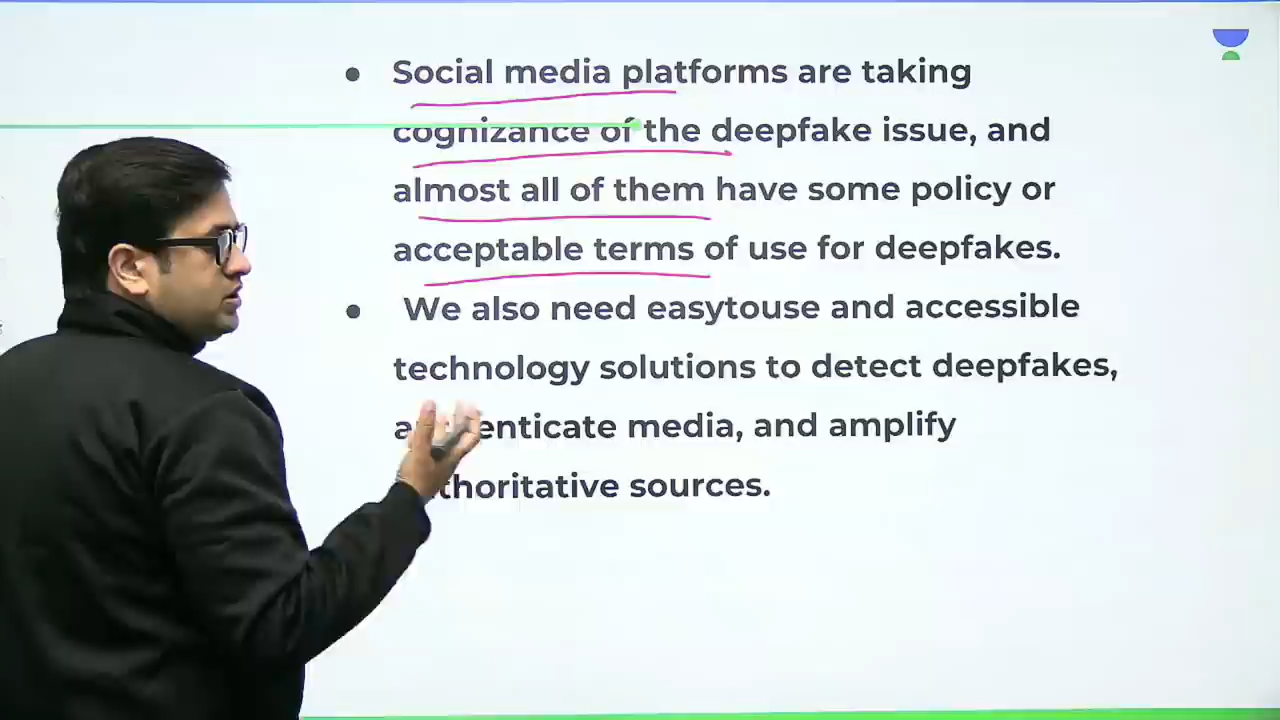 Social media platforms are taking
cognizance of the deepfake issue, and
almost all of them have some policy or
acceptable terms of use for deepfakes.
We also need easytouse and accessible
technology solutions to detect deepfakes,
media, and amplify
sources.